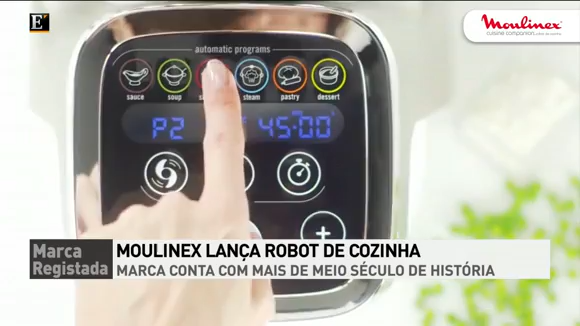 E
Moulinex
cuisine companion
automatic programs
sauce
soup
steam
pastry
dessert
P2
45:00
+
Marca
Registada
MOULINEX LANÇA ROBOT DE COZINHA
MARCA CONTA COM MAIS DE MEIO SÉCULO DE HISTÓRIA